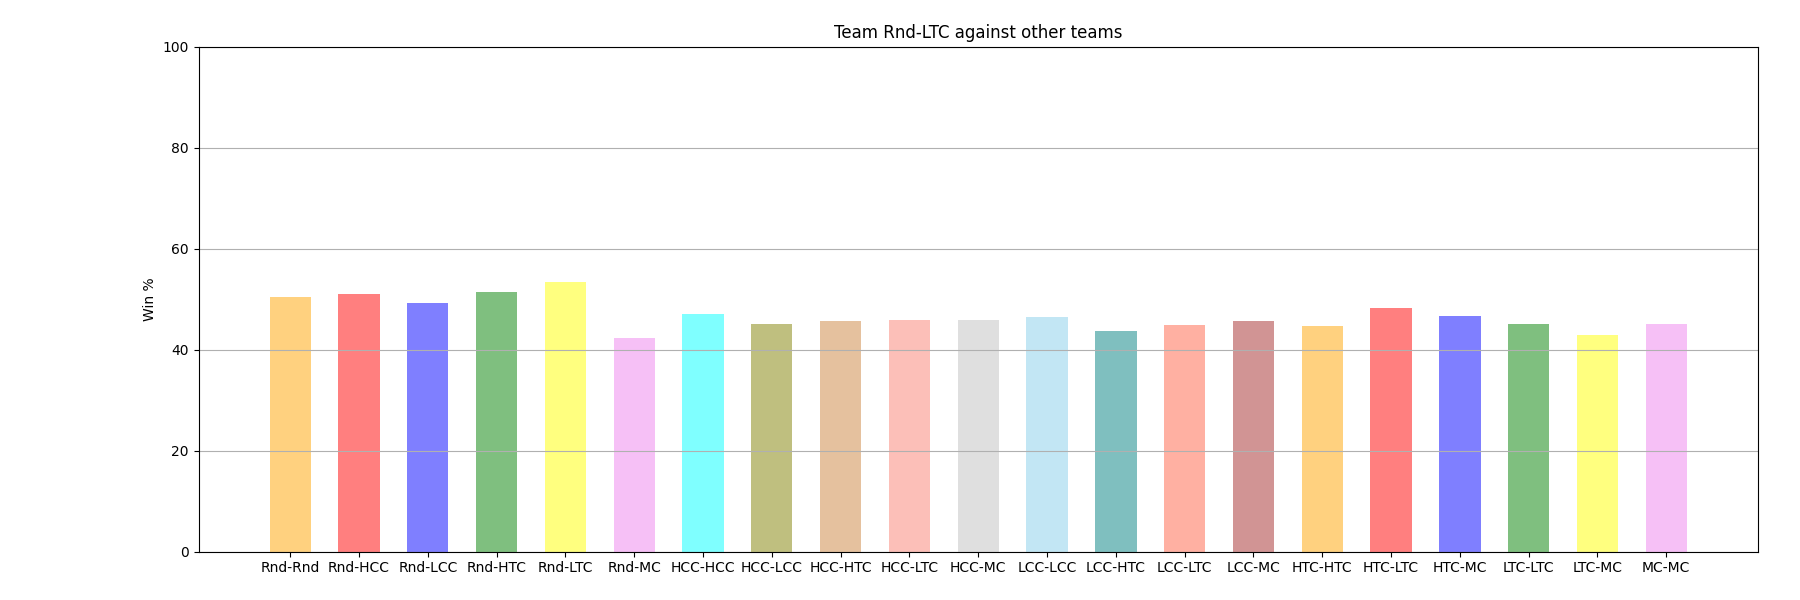 Team Rnd-LTC against other teams
100
80
60
40
20
0
Win %
Rnd-Rnd Rnd-HCC Rnd-LCC Rnd-HTC Rnd-LTC Rnd-MC HCC-HCC HCC-LCC HCC-HTC HCC-LTC HCC-MC LCC-LCC LCC-HTC LCC-LTC LCC-MC HTC-HTC HTC-LTC HTC-MC LTC-LTC LTC-MC MC-MC